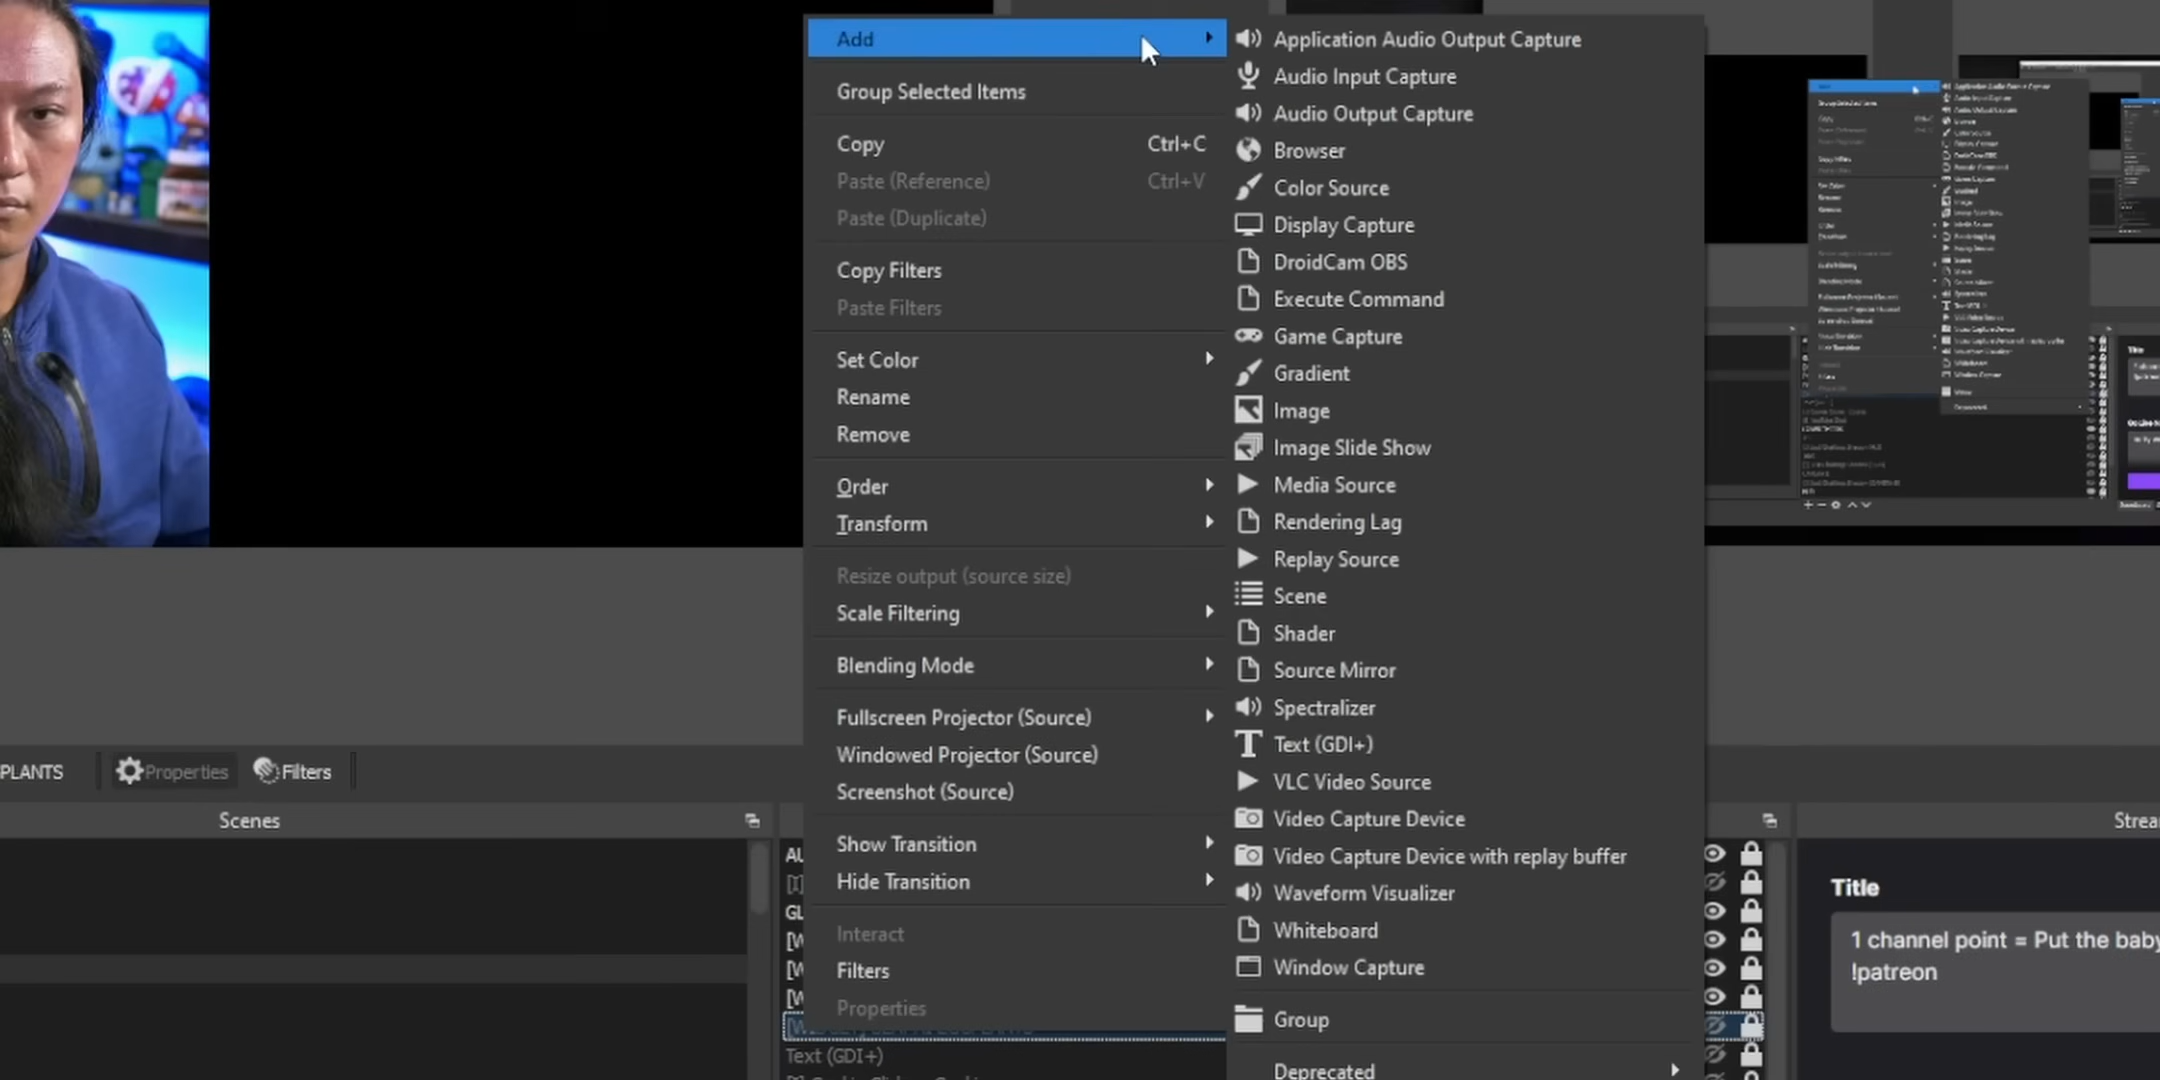 Add
Group Selected Items
Copy Ctrl+C
Paste (Reference) Ctrl+V
Paste (Duplicate)
Copy Filters
Paste Filters
Set Color
Rename
Remove
Order
Transform
Resize output (source size)
Scale Filtering
Blending Mode
Fullscreen Projector (Source)
Windowed Projector (Source)
Screenshot (Source)
Show Transition
Hide Transition
Interact
Filters
Properties
Application Audio Output Capture
Audio Input Capture
Audio Output Capture
Browser
Color Source
Display Capture
DroidCam OBS
Execute Command
Game Capture
Gradient
Image
Image Slide Show
Media Source
Rendering Lag
Replay Source
Scene
Shader
Source Mirror
Spectralizer
Text (GDI+)
VLC Video Source
Video Capture Device
Video Capture Device with replay buffer
Waveform Visualizer
Whiteboard
Window Capture
Group
Deprecated
PLANTS
Properties
Filters
Scenes
Text (GDI+)
Title
1 channel point = Put the baby
!patreon